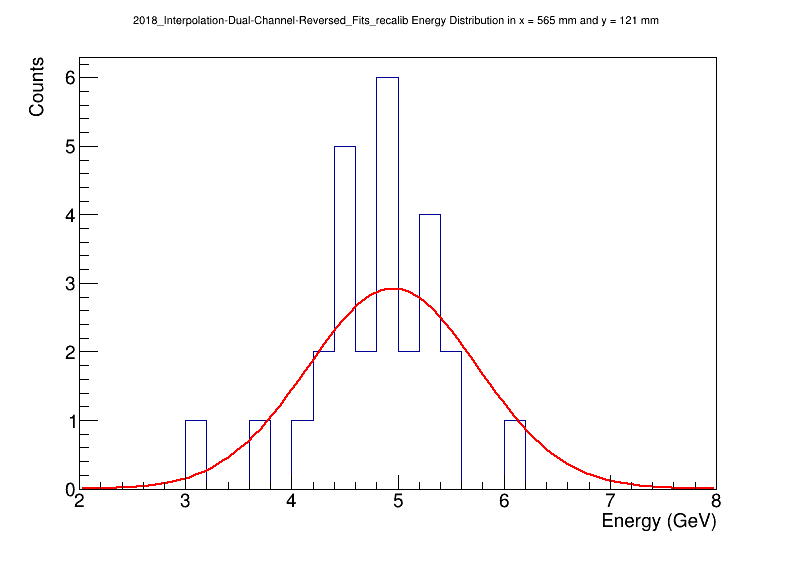 2018_Interpolation-Dual-Channel-Reversed_Fits_recalib Energy Distribution in x = 565 mm and y = 121 mm
Counts
6
5
4
3
2
1
0
2 3 4 5 6 7 8
Energy (GeV)